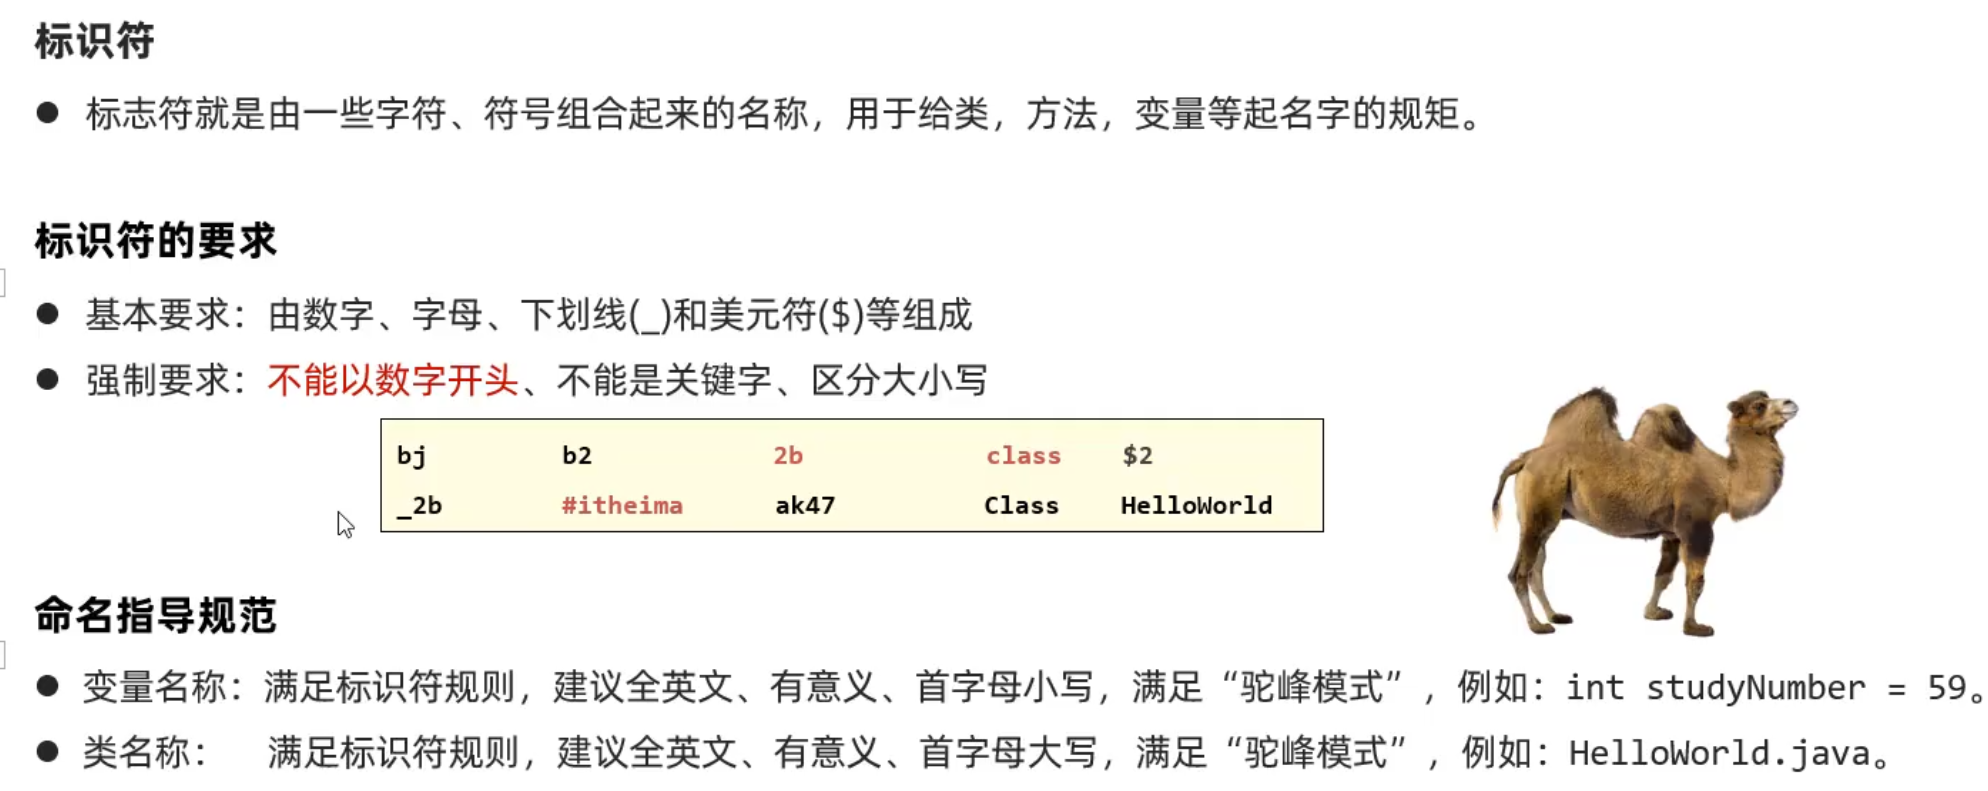 标识符
● 标志符就是由一些字符、符号组合起来的名称，用于给类，方法，变量等起名字的规矩。
标识符的要求
● 基本要求：由数字、字母、下划线(_)和美元符($)等组成
● 强制要求：不能以数字开头、不能是关键字、区分大小写
bj b2 2b class $2
_2b #itheima ak47 Class HelloWorld
命名指导规范
● 变量名称：满足标识符规则，建议全英文、有意义、首字母小写，满足“驼峰模式”，例如：int studyNumber = 59。
● 类名称： 满足标识符规则，建议全英文、有意义、首字母大写，满足“驼峰模式”，例如：HelloWorld.java。